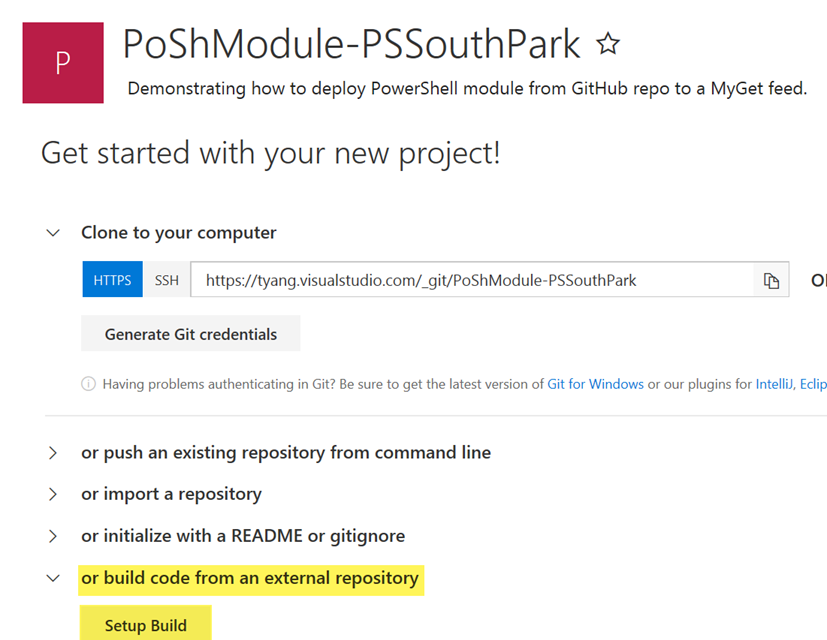 P
PoShModule-PSSouthPark
Demonstrating how to deploy PowerShell module from GitHub repo to a MyGet feed.
Get started with your new project!
Clone to your computer
HTTPS SSH https://tyang.visualstudio.com/_git/PoShModule-PSSouthPark
Generate Git credentials
Having problems authenticating in Git? Be sure to get the latest version of Git for Windows or our plugins for IntelliJ, Eclip
or push an existing repository from command line
or import a repository
or initialize with a README or gitignore
or build code from an external repository
Setup Build